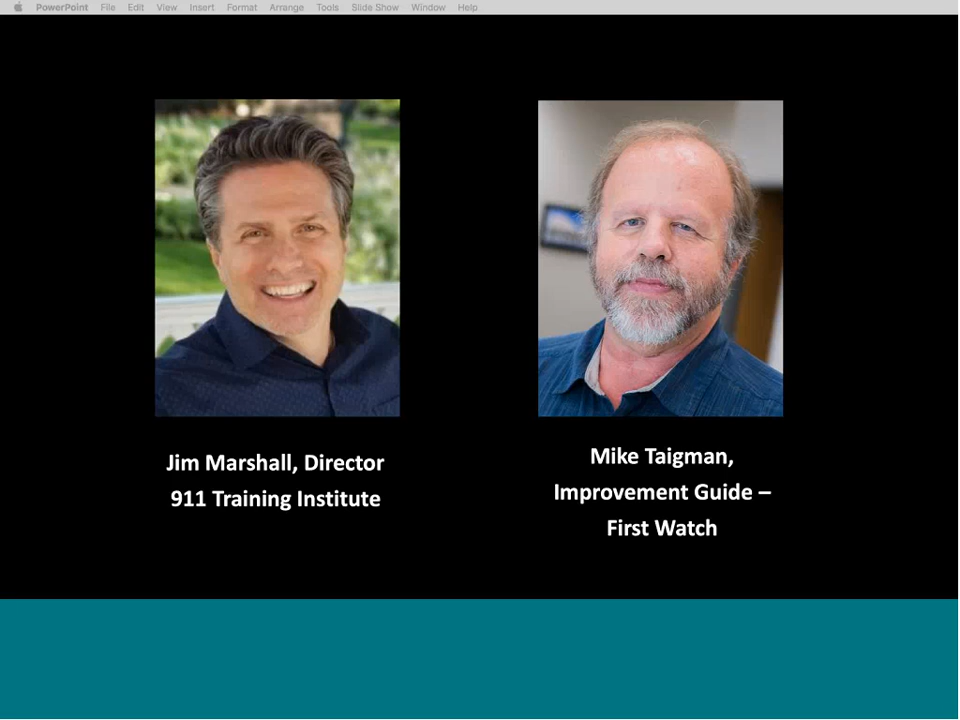 PowerPoint File Edit View Insert Format Arrange Tools Slide Show Window Help
Jim Marshall, Director
911 Training Institute
Mike Taigman,
Improvement Guide –
First Watch